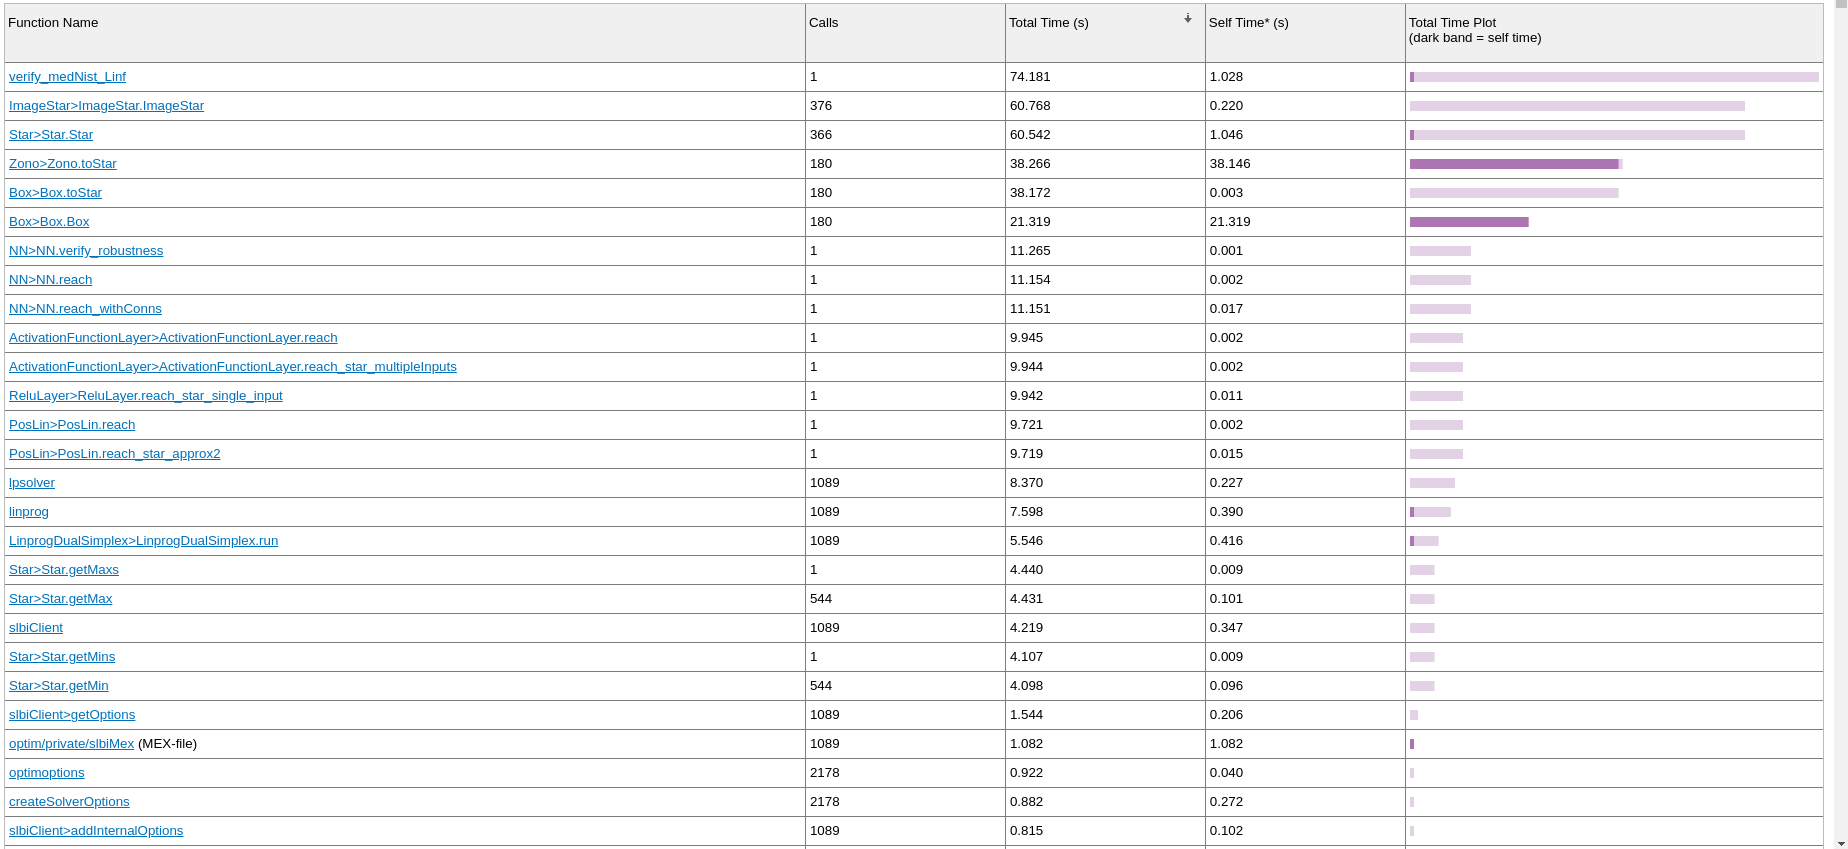 Function Name Calls Total Time (s) Self Time* (s) Total Time Plot
(dark band = self time)
verify_medNist_Linf 1 74.181 1.028
ImageStar>ImageStar.ImageStar 376 60.768 0.220
Star>Star.Star 366 60.542 1.046
Zono>Zono.toStar 180 38.266 38.146
Box>Box.toStar 180 38.172 0.003
Box>Box.Box 180 21.319 21.319
NN>NN.verify_robustness 1 11.265 0.001
NN>NN.reach 1 11.154 0.002
NN>NN.reach_withConns 1 11.151 0.017
ActivationFunctionLayer>ActivationFunctionLayer.reach 1 9.945 0.002
ActivationFunctionLayer>ActivationFunctionLayer.reach_star_multipleInputs 1 9.944 0.002
ReluLayer>ReluLayer.reach_star_single_input 1 9.942 0.011
PosLin>PosLin.reach 1 9.721 0.002
PosLin>PosLin.reach_star_approx2 1 9.719 0.015
lpsolver 1089 8.370 0.227
linprog 1089 7.598 0.390
LinprogDualSimplex>LinprogDualSimplex.run 1089 5.546 0.416
Star>Star.getMaxs 1 4.440 0.009
Star>Star.getMax 544 4.431 0.101
slbiClient 1089 4.219 0.347
Star>Star.getMins 1 4.107 0.009
Star>Star.getMin 544 4.098 0.096
slbiClient>getOptions 1089 1.544 0.206
optim/private/slbiMex (MEX-file) 1089 1.082 1.082
optimoptions 2178 0.922 0.040
createSolverOptions 2178 0.882 0.272
slbiClient>addInternalOptions 1089 0.815 0.102